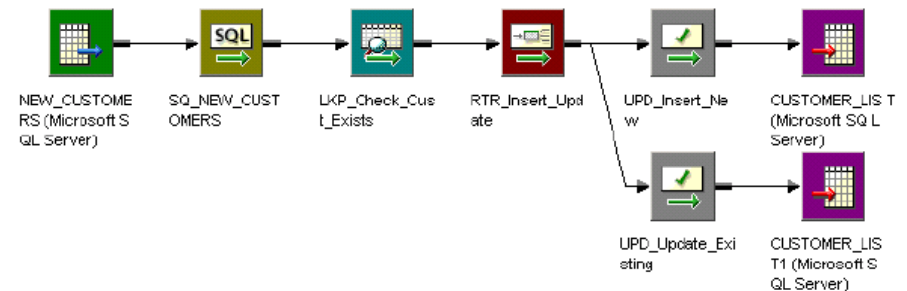 SQL
NEW_CUSTOME
RS (Microsoft S
QL Server)
SQ_NEW_CUST
OMERS
LKP_Check_Cus
t_Exists
RTR_Insert_Upd
ate
UPD_Insert_Ne
w
CUSTOMER_LIS T
(Microsoft SQ L
Server)
UPD_Update_Exi
sting
CUSTOMER_LIS
T1 (Microsoft S
QL Server)